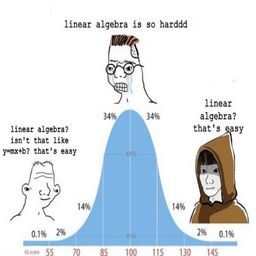 linear algebra is so harddd
linear algebra?
isn't that like
y=mx+b? that's easy
linear
algebra?
that's easy
34% 34%
14% 14%
0.1% 2% 2% 0.1%
55 70 85 100 115 130 145